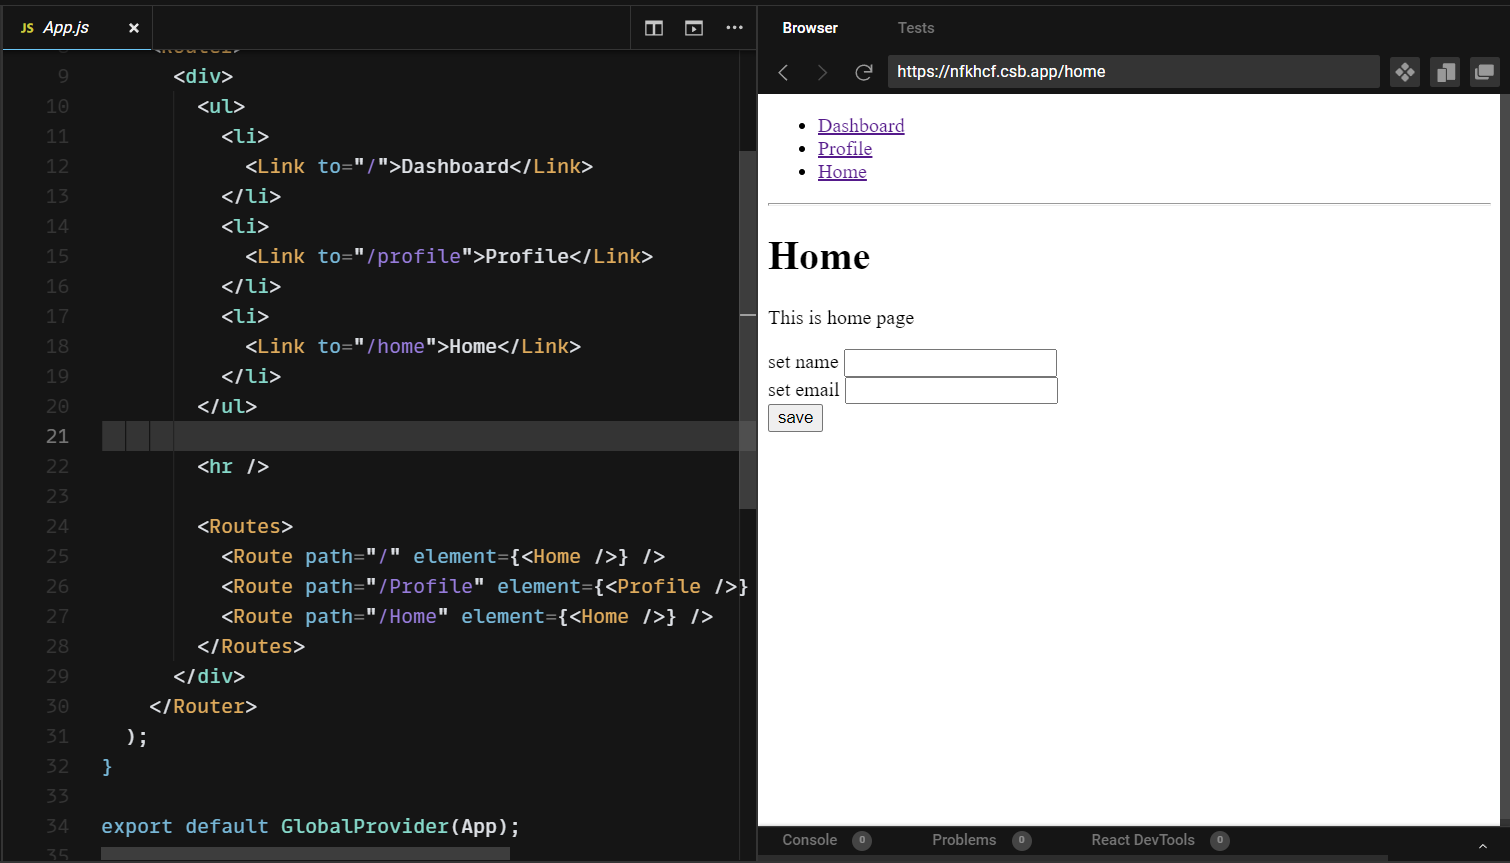 JS App.js ×
Browser Tests
https://nfkhcf.csb.app/home
<Router>
9 <div>
10 <ul>
11 <li>
12 <Link to="/">Dashboard</Link>
13 </li>
14 <li>
15 <Link to="/profile">Profile</Link>
16 </li>
17 <li>
18 <Link to="/home">Home</Link>
19 </li>
20 </ul>
21
22 <hr />
23
24 <Routes>
25 <Route path="/" element={<Home />} />
26 <Route path="/Profile" element={<Profile />}
27 <Route path="/Home" element={<Home />} />
28 </Routes>
29 </div>
30 </Router>
31 );
32 }
33
34 export default GlobalProvider(App);
35
Dashboard
Profile
Home
Home
This is home page
set name
set email
save
Console 0 Problems 0 React DevTools 0